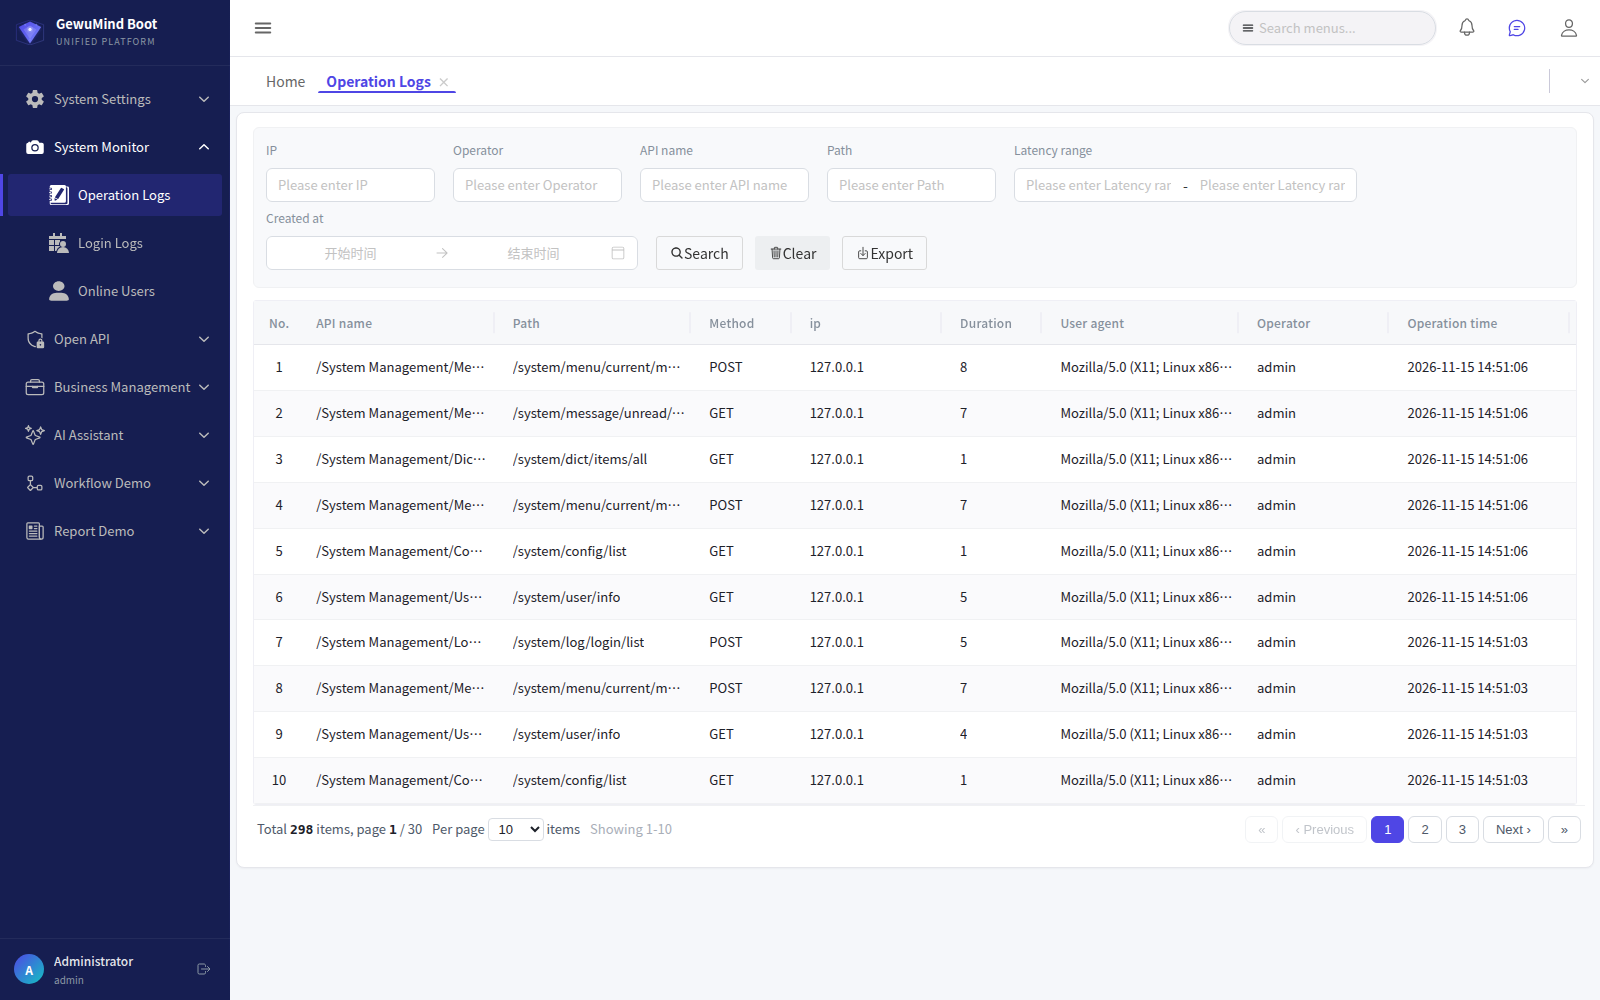 GewuMind Boot
UNIFIED PLATFORM
System Settings
System Monitor
Operation Logs
Login Logs
Online Users
Open API
Business Management
AI Assistant
Workflow Demo
Report Demo
A
Administrator
admin
Search menus...
Home
Operation Logs
IP
Operator
API name
Path
Latency range
Please enter IP
Please enter Operator
Please enter API name
Please enter Path
Please enter Latency rar - Please enter Latency rar
Created at
开始时间 → 结束时间
Search
Clear
Export
No. API name Path Method ip Duration User agent Operator Operation time
1 /System Management/Me··· /system/menu/current/m··· POST 127.0.0.1 8 Mozilla/5.0 (X11; Linux x86··· admin 2026-11-15 14:51:06
2 /System Management/Me··· /system/message/unread/··· GET 127.0.0.1 7 Mozilla/5.0 (X11; Linux x86··· admin 2026-11-15 14:51:06
3 /System Management/Dic··· /system/dict/items/all GET 127.0.0.1 1 Mozilla/5.0 (X11; Linux x86··· admin 2026-11-15 14:51:06
4 /System Management/Me··· /system/menu/current/m··· POST 127.0.0.1 7 Mozilla/5.0 (X11; Linux x86··· admin 2026-11-15 14:51:06
5 /System Management/Co··· /system/config/list GET 127.0.0.1 1 Mozilla/5.0 (X11; Linux x86··· admin 2026-11-15 14:51:06
6 /System Management/Us··· /system/user/info GET 127.0.0.1 5 Mozilla/5.0 (X11; Linux x86··· admin 2026-11-15 14:51:06
7 /System Management/Lo··· /system/log/login/list POST 127.0.0.1 5 Mozilla/5.0 (X11; Linux x86··· admin 2026-11-15 14:51:03
8 /System Management/Me··· /system/menu/current/m··· POST 127.0.0.1 7 Mozilla/5.0 (X11; Linux x86··· admin 2026-11-15 14:51:03
9 /System Management/Us··· /system/user/info GET 127.0.0.1 4 Mozilla/5.0 (X11; Linux x86··· admin 2026-11-15 14:51:03
10 /System Management/Co··· /system/config/list GET 127.0.0.1 1 Mozilla/5.0 (X11; Linux x86··· admin 2026-11-15 14:51:03
Total 298 items, page 1 / 30 Per page 10 items Showing 1-10
« ‹ Previous 1 2 3 Next › »